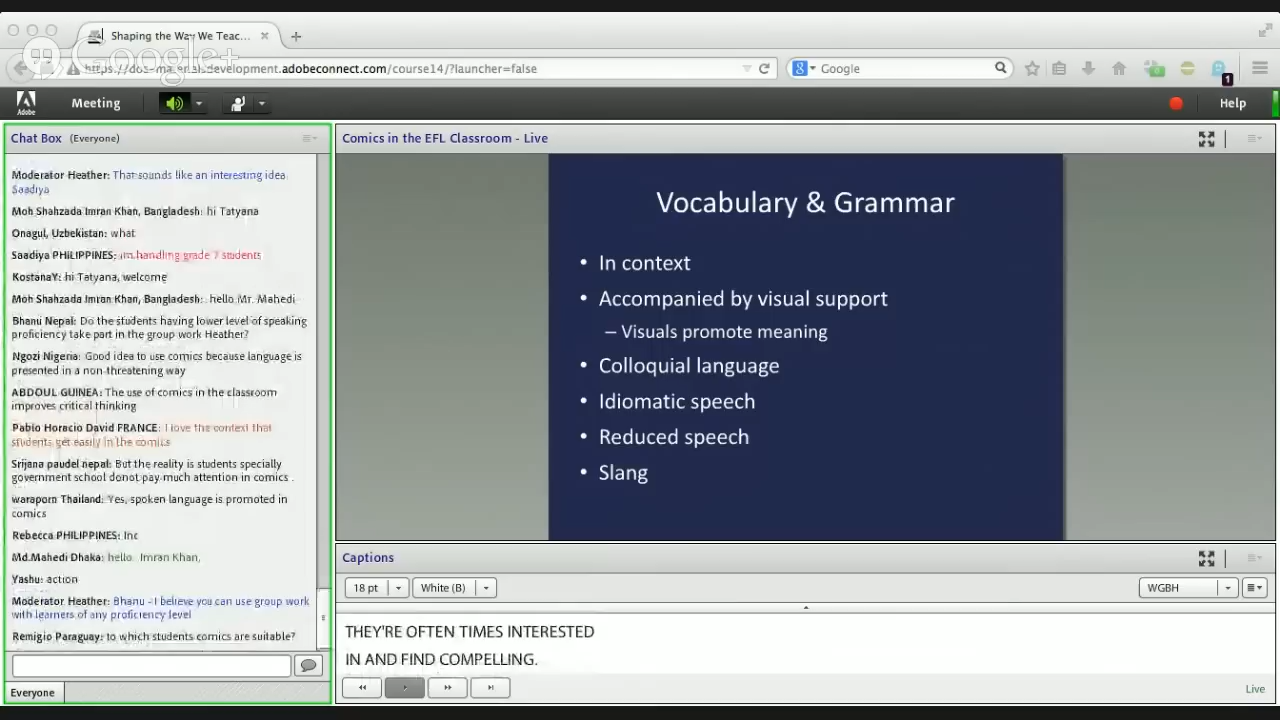 Shaping the Way We Teac...
Google+
adobeconnect.com/course14/?launcher=false
Google
1
Adobe
Meeting
Help
Chat Box (Everyone)
Moderator Heather: That sounds like an interesting idea
Saadiya
Moh Shahzada Imran Khan, Bangladesh: hi Tatyana
Onagul, Uzbekistan: what
Saadiya PHILIPPINES: im handling grade 7 students
KostanaY: hi Tatyana, welcome
Moh Shahzada Imran Khan, Bangladesh: hello Mr. Mahedi
Bhanu Nepal: Do the students having lower level of speaking
proficiency take part in the group work Heather?
Ngozi Nigeria: Good idea to use comics because language is
presented in a non-threatening way
ABDOUL GUINEA: The use of comics in the classroom
improves critical thinking
Pablo Horacio David FRANCE: I love the context that
students get easily in the comics
Srijana paudel nepal: But the reality is students specially
government school donot pay much attention in comics .
waraporn Thailand: Yes, spoken language is promoted in
comics
Rebecca PHILIPPINES: Inc
Md.Mahedi Dhaka: hello Imran Khan,
Yashu: action
Moderator Heather: Bhanu - I believe you can use group work
with learners of any proficiency level
Remigio Paraguay: to which students comics are suitable?
Everyone
Comics in the EFL Classroom - Live
Vocabulary & Grammar
• In context
• Accompanied by visual support
– Visuals promote meaning
• Colloquial language
• Idiomatic speech
• Reduced speech
• Slang
Captions
18 pt White (B) WGBH
THEY'RE OFTEN TIMES INTERESTED
IN AND FIND COMPELLING.
Live